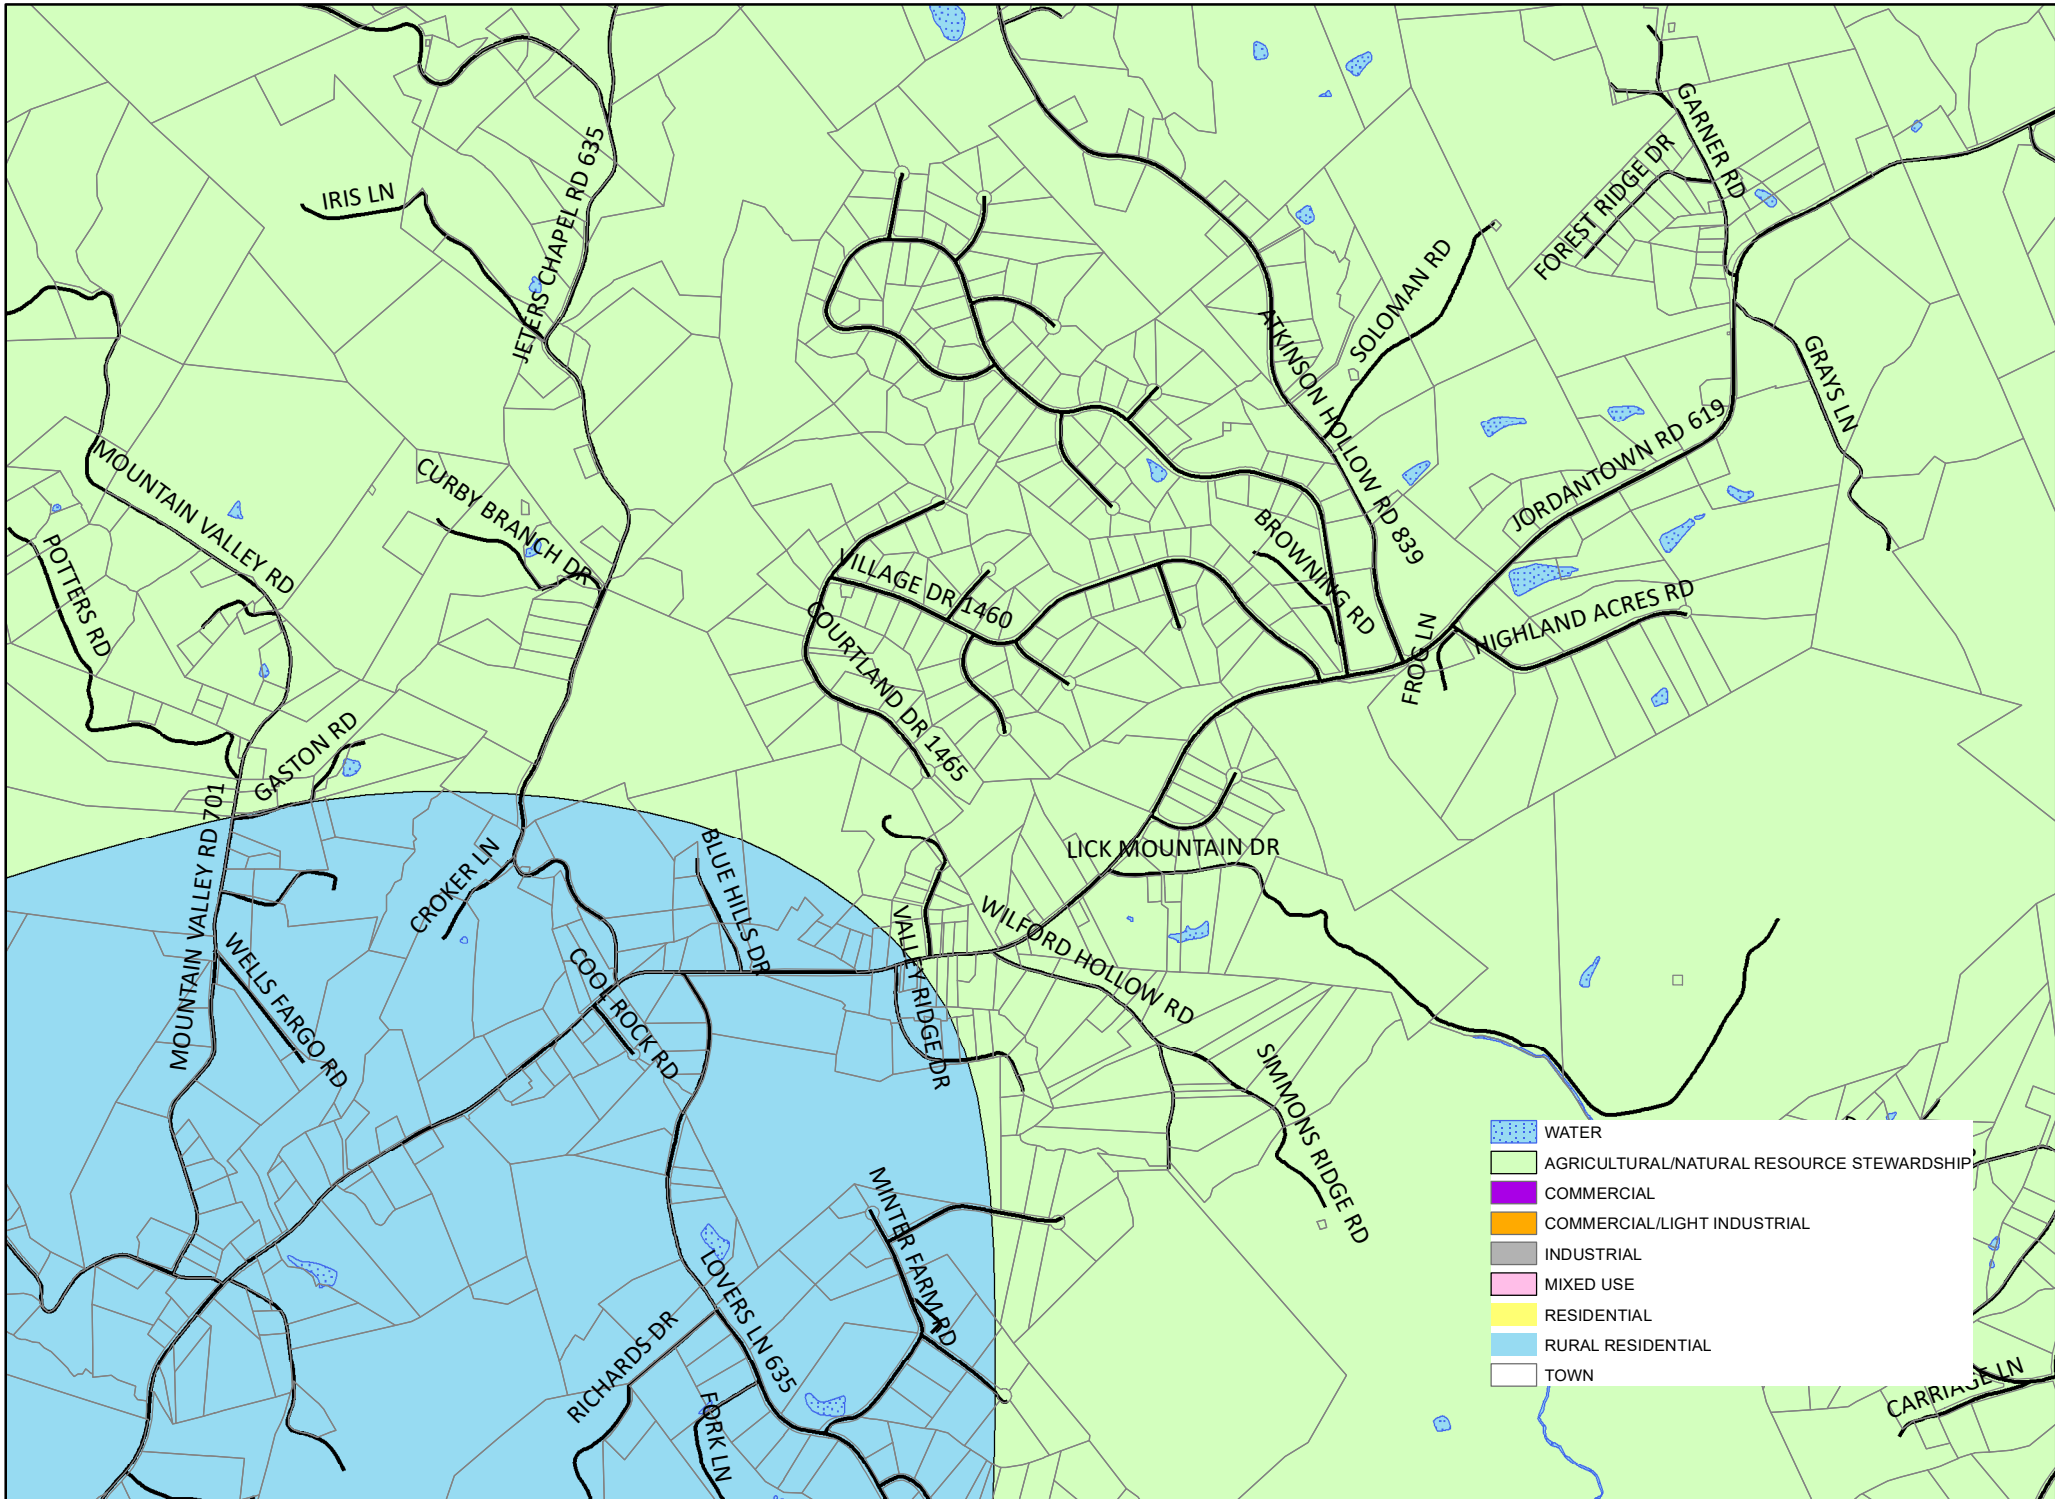 GARNER RD
FOREST RIDGE DR
JETERS CHAPEL RD 635
IRIS LN
SOLOMAN RD
ATKINSON HOLLOW RD 839
GRAYS LN
JORDANTOWN RD 619
MOUNTAIN VALLEY RD
CURBY BRANCH DR
BROWNING RD
POTTERS RD
VILLAGE DR 1460
COURTLAND DR 1465
HIGHLAND ACRES RD
FROG LN
GASTON RD
MOUNTAIN VALLEY RD 701
CROKER LN
BLUE HILLS DR
LICK MOUNTAIN DR
VALLEY RIDGE DR
WILFORD HOLLOW RD
WELLS FARGO RD
COOL ROCK RD
SIMMONS RIDGE RD
MINTER FARM RD
LOVERS LN 635
RICHARDS DR
FORK LN
CARRIAGE LN
WATER
AGRICULTURAL/NATURAL RESOURCE STEWARDSHIP
COMMERCIAL
COMMERCIAL/LIGHT INDUSTRIAL
INDUSTRIAL
MIXED USE
RESIDENTIAL
RURAL RESIDENTIAL
TOWN